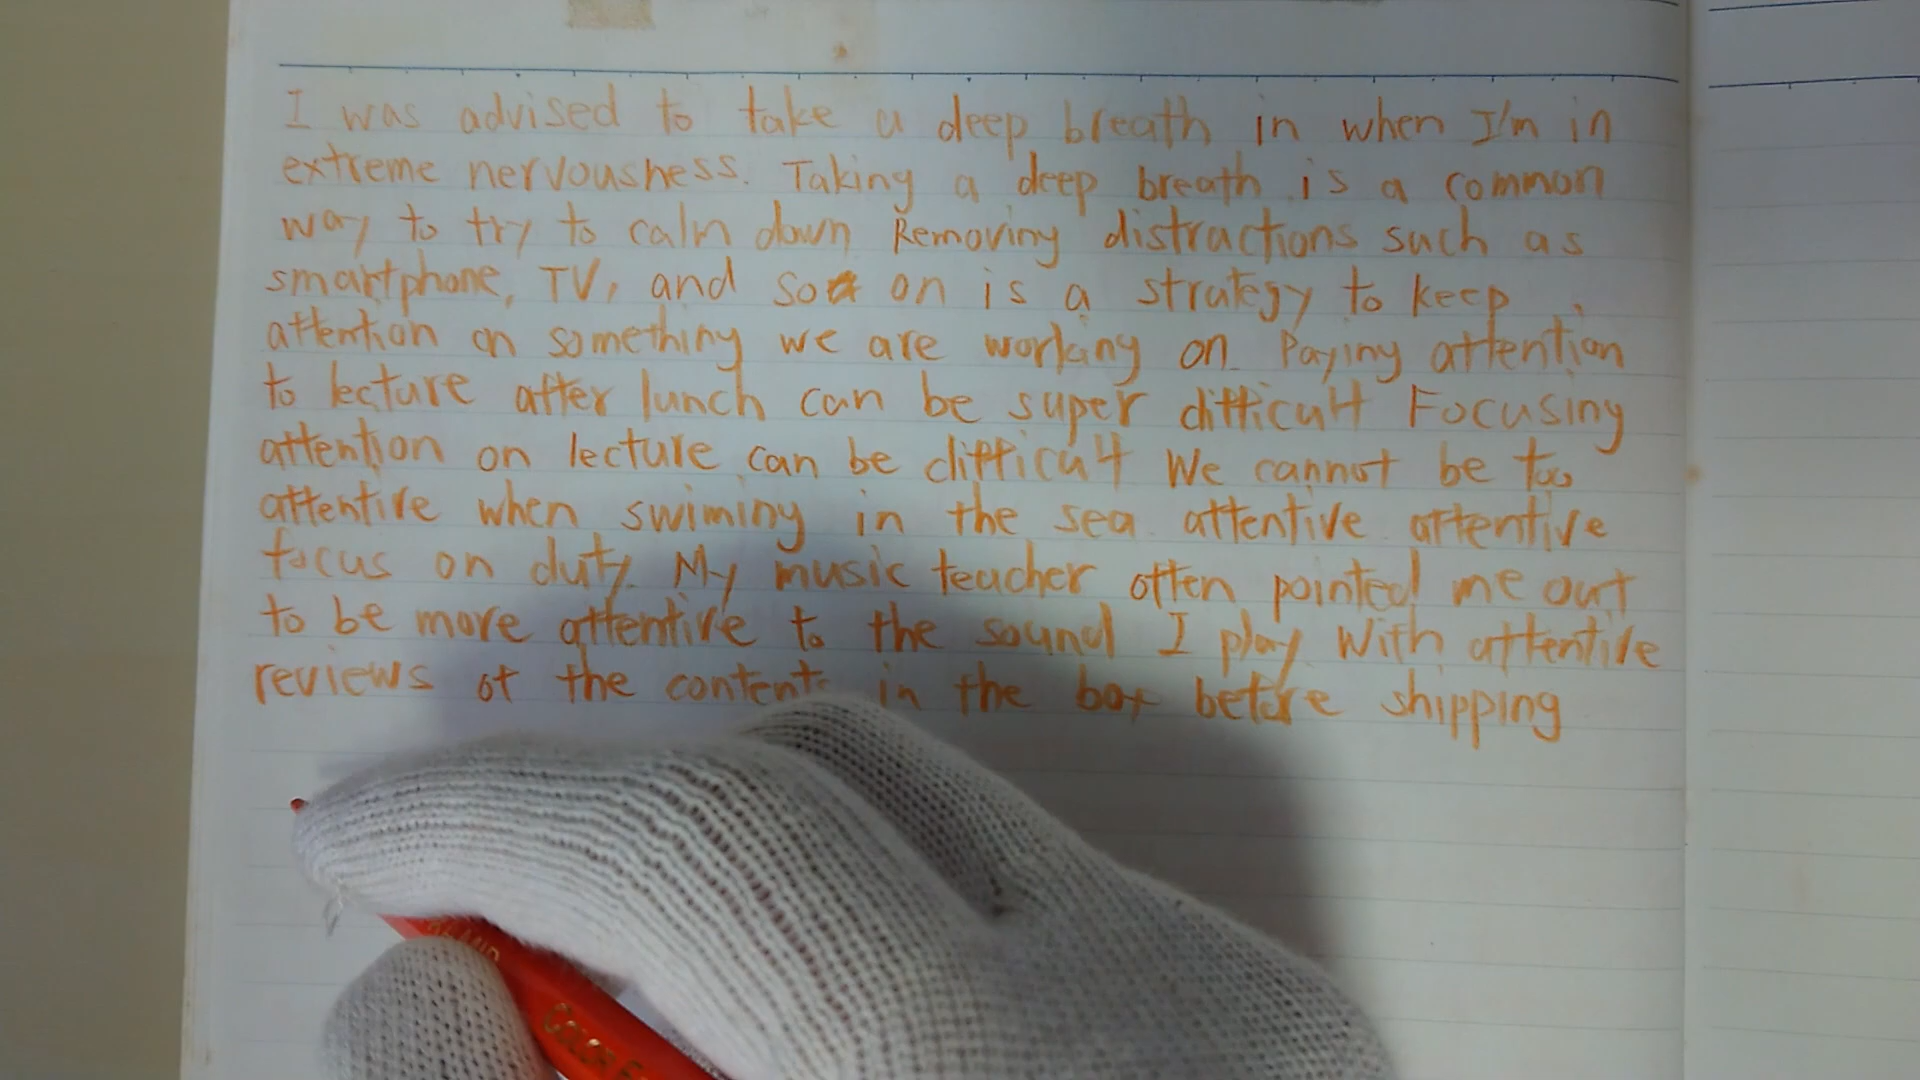 I was advised to take a deep breath in when I'm in
extreme nervousness. Taking a deep breath is a common
way to try to calm down Removing distractions such as
smartphone, TV, and so on is a strategy to keep
attention on something we are working on. Paying attention
to lecture after lunch can be super difficult Focusing
attention on lecture can be difficult We cannot be too
attentive when swiming in the sea. attentive attentive
focus on duty. My music teacher often pointed me out
to be more attentive to the sound I play. With attentive
reviews of the contents in the box before shipping
COLOR